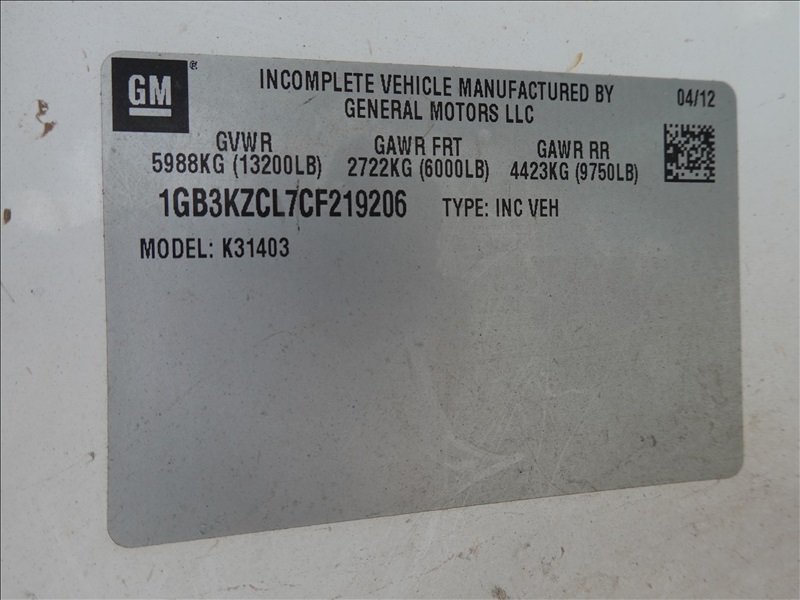 GM ®
INCOMPLETE VEHICLE MANUFACTURED BY
GENERAL MOTORS LLC
04/12
GVWR GAWR FRT GAWR RR
5988KG (13200LB) 2722KG (6000LB) 4423KG (9750LB)
1GB3KZCL7CF219206 TYPE: INC VEH
MODEL: K31403